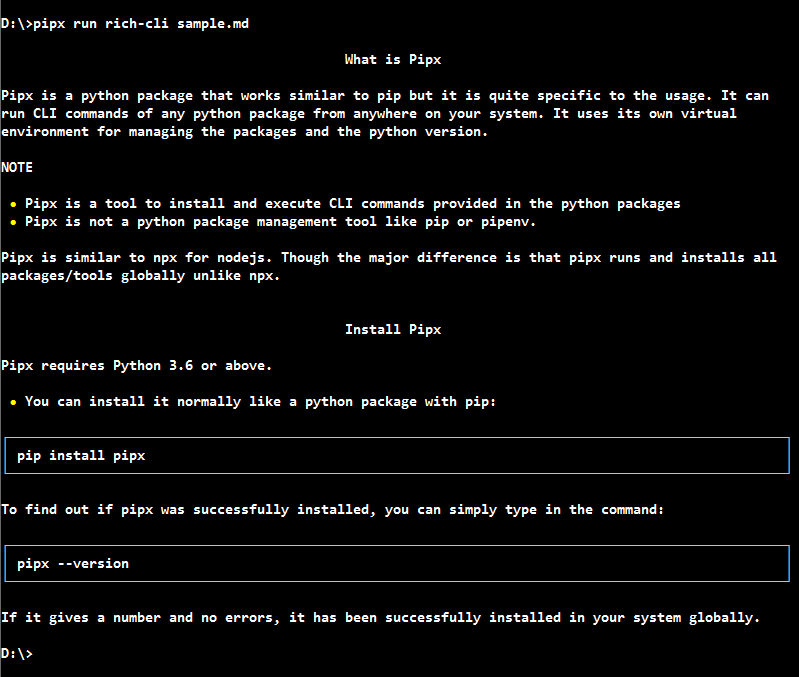 D:\>pipx run rich-cli sample.md
What is Pipx
Pipx is a python package that works similar to pip but it is quite specific to the usage. It can
run CLI commands of any python package from anywhere on your system. It uses its own virtual
environment for managing the packages and the python version.
NOTE
• Pipx is a tool to install and execute CLI commands provided in the python packages
• Pipx is not a python package management tool like pip or pipenv.
Pipx is similar to npx for nodejs. Though the major difference is that pipx runs and installs all
packages/tools globally unlike npx.
Install Pipx
Pipx requires Python 3.6 or above.
• You can install it normally like a python package with pip:
pip install pipx
To find out if pipx was successfully installed, you can simply type in the command:
pipx --version
If it gives a number and no errors, it has been successfully installed in your system globally.
D:\>